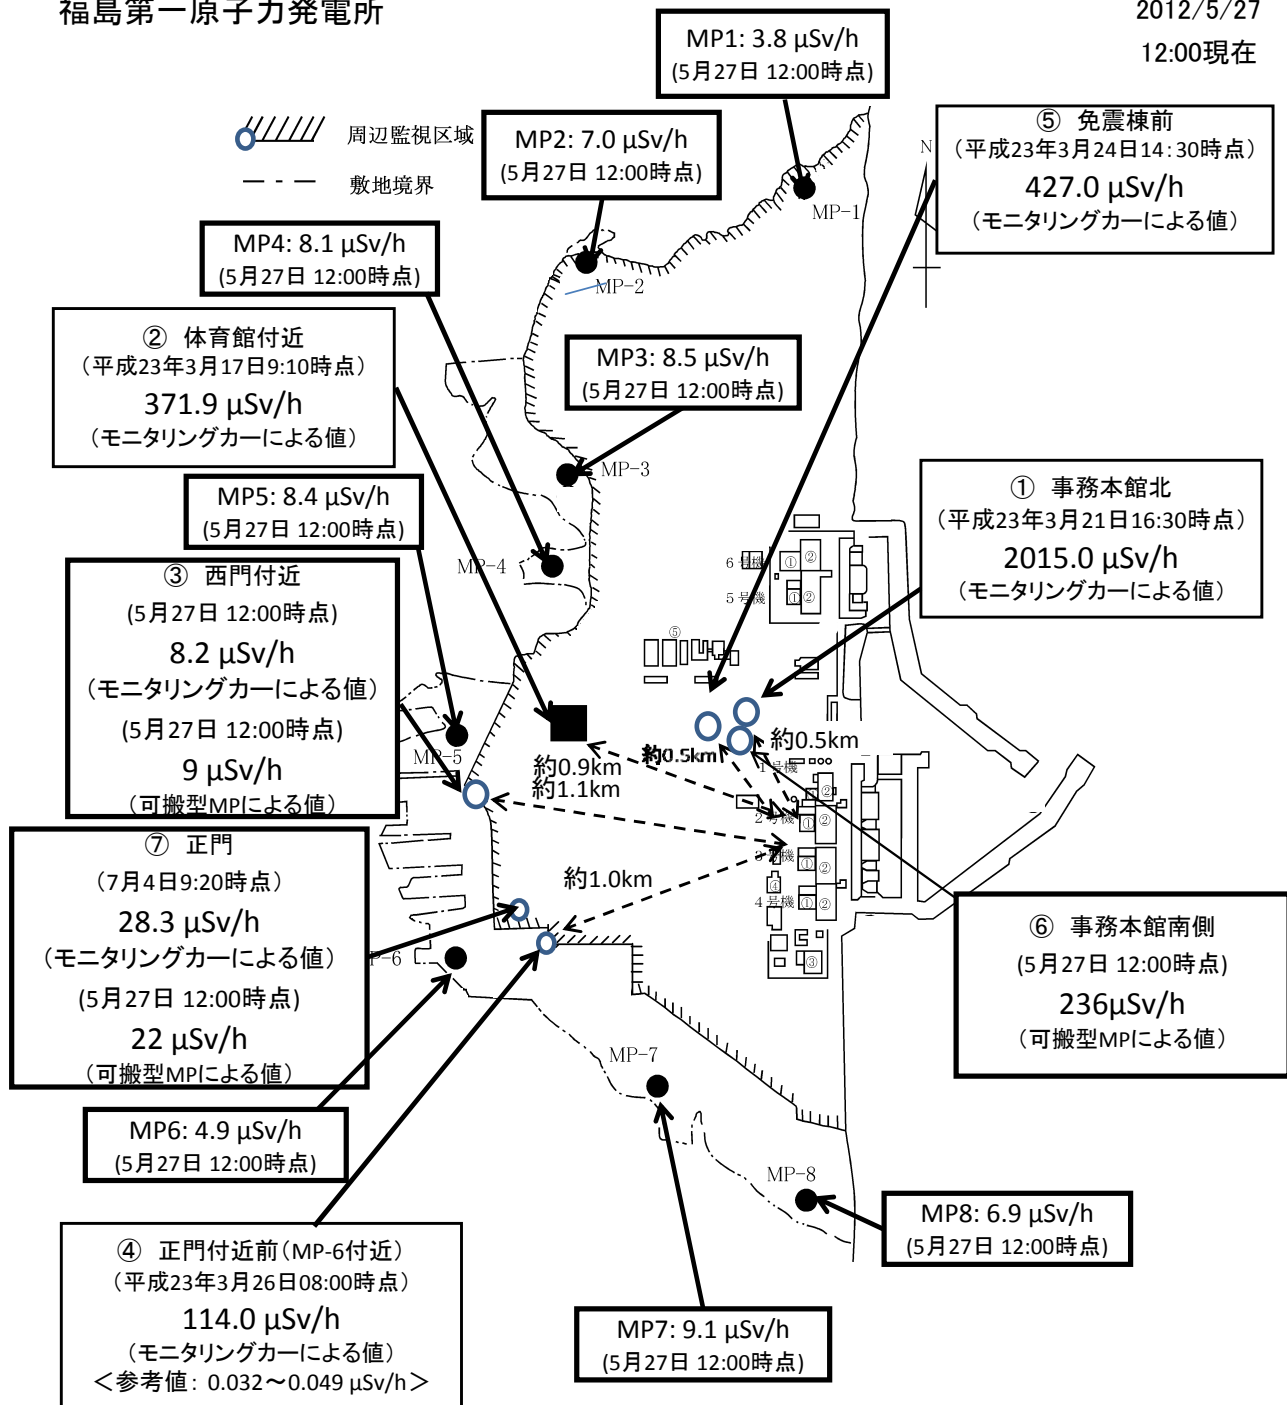 福島第一原子力発電所
2012/5/27
12:00現在
MP1: 3.8 μSv/h
(5月27日 12:00時点)
周辺監視区域
敷地境界
MP2: 7.0 μSv/h
(5月27日 12:00時点)
⑤ 免震棟前
(平成23年3月24日14:30時点)
427.0 μSv/h
(モニタリングカーによる値)
N
MP-1
MP4: 8.1 μSv/h
(5月27日 12:00時点)
MP-2
② 体育館付近
(平成23年3月17日9:10時点)
371.9 μSv/h
(モニタリングカーによる値)
MP3: 8.5 μSv/h
(5月27日 12:00時点)
MP-3
MP5: 8.4 μSv/h
(5月27日 12:00時点)
① 事務本館北
(平成23年3月21日16:30時点)
2015.0 μSv/h
(モニタリングカーによる値)
MP-4
6号機
① ②
5号機
① ②
⑤
③ 西門付近
(5月27日 12:00時点)
8.2 μSv/h
(モニタリングカーによる値)
(5月27日 12:00時点)
9 μSv/h
(可搬型MPによる値)
MP-5
約0.9km
約1.1km
約0.5km
約0.5km
1号機
②
2号機
① ②
3号機
① ②
④
4号機
① ②
③
約1.0km
⑦ 正門
(7月4日9:20時点)
28.3 μSv/h
(モニタリングカーによる値)
(5月27日 12:00時点)
22 μSv/h
(可搬型MPによる値)
P-6
⑥ 事務本館南側
(5月27日 12:00時点)
236μSv/h
(可搬型MPによる値)
MP-7
MP6: 4.9 μSv/h
(5月27日 12:00時点)
MP-8
MP8: 6.9 μSv/h
(5月27日 12:00時点)
④ 正門付近前(MP-6付近)
(平成23年3月26日08:00時点)
114.0 μSv/h
(モニタリングカーによる値)
<参考値: 0.032～0.049 μSv/h>
MP7: 9.1 μSv/h
(5月27日 12:00時点)